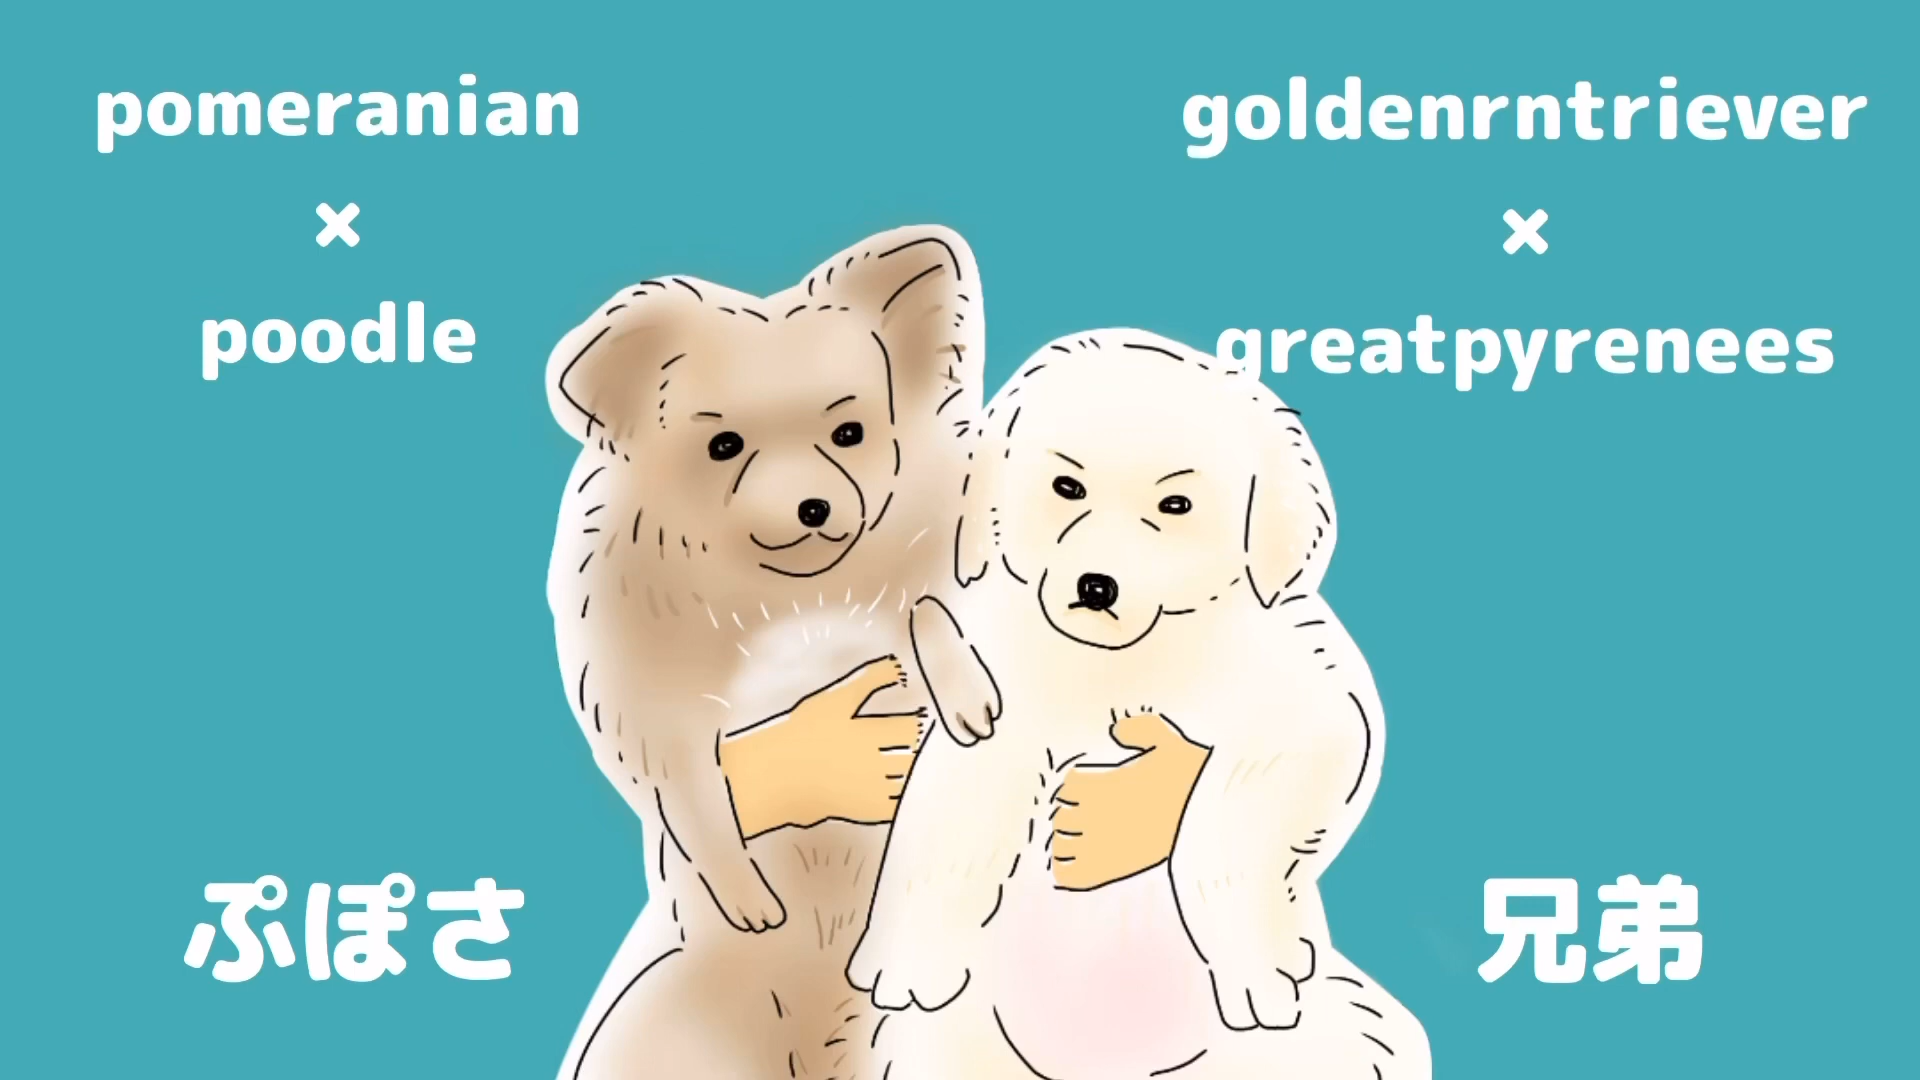 pomeranian
×
poodle
goldenrntriever
×
greatpyrenees
ぷぽさ
兄弟